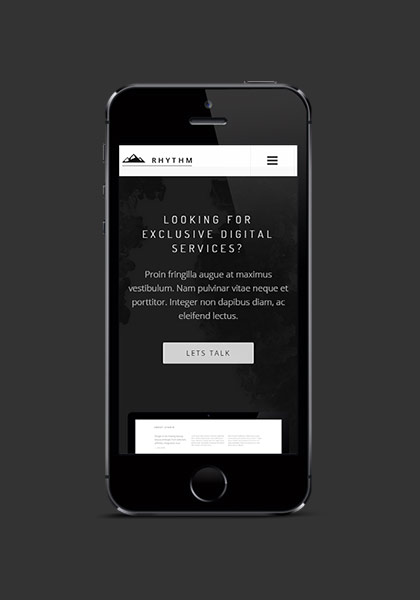 RHYTHM
LOOKING FOR
EXCLUSIVE DIGITAL
SERVICES?
Proin fringilla augue at maximus
vestibulum. Nam pulvinar vitae neque et
porttitor. Integer non dapibus diam, ac
eleifend lectus.
LETS TALK